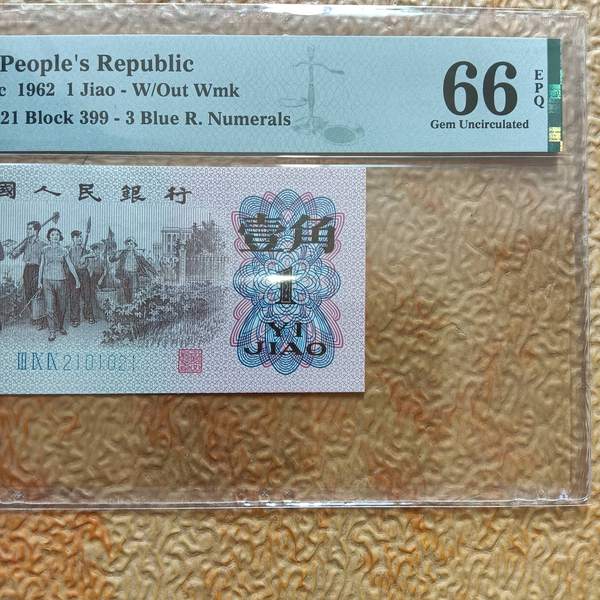 People's Republic
c 1962 1 Jiao - W/Out Wmk
21 Block 399 - 3 Blue R. Numerals
66
EPQ
Gem Uncirculated
國人民銀行
壹角
1
YI
JIAO
ⅢⅨⅨ 2101021